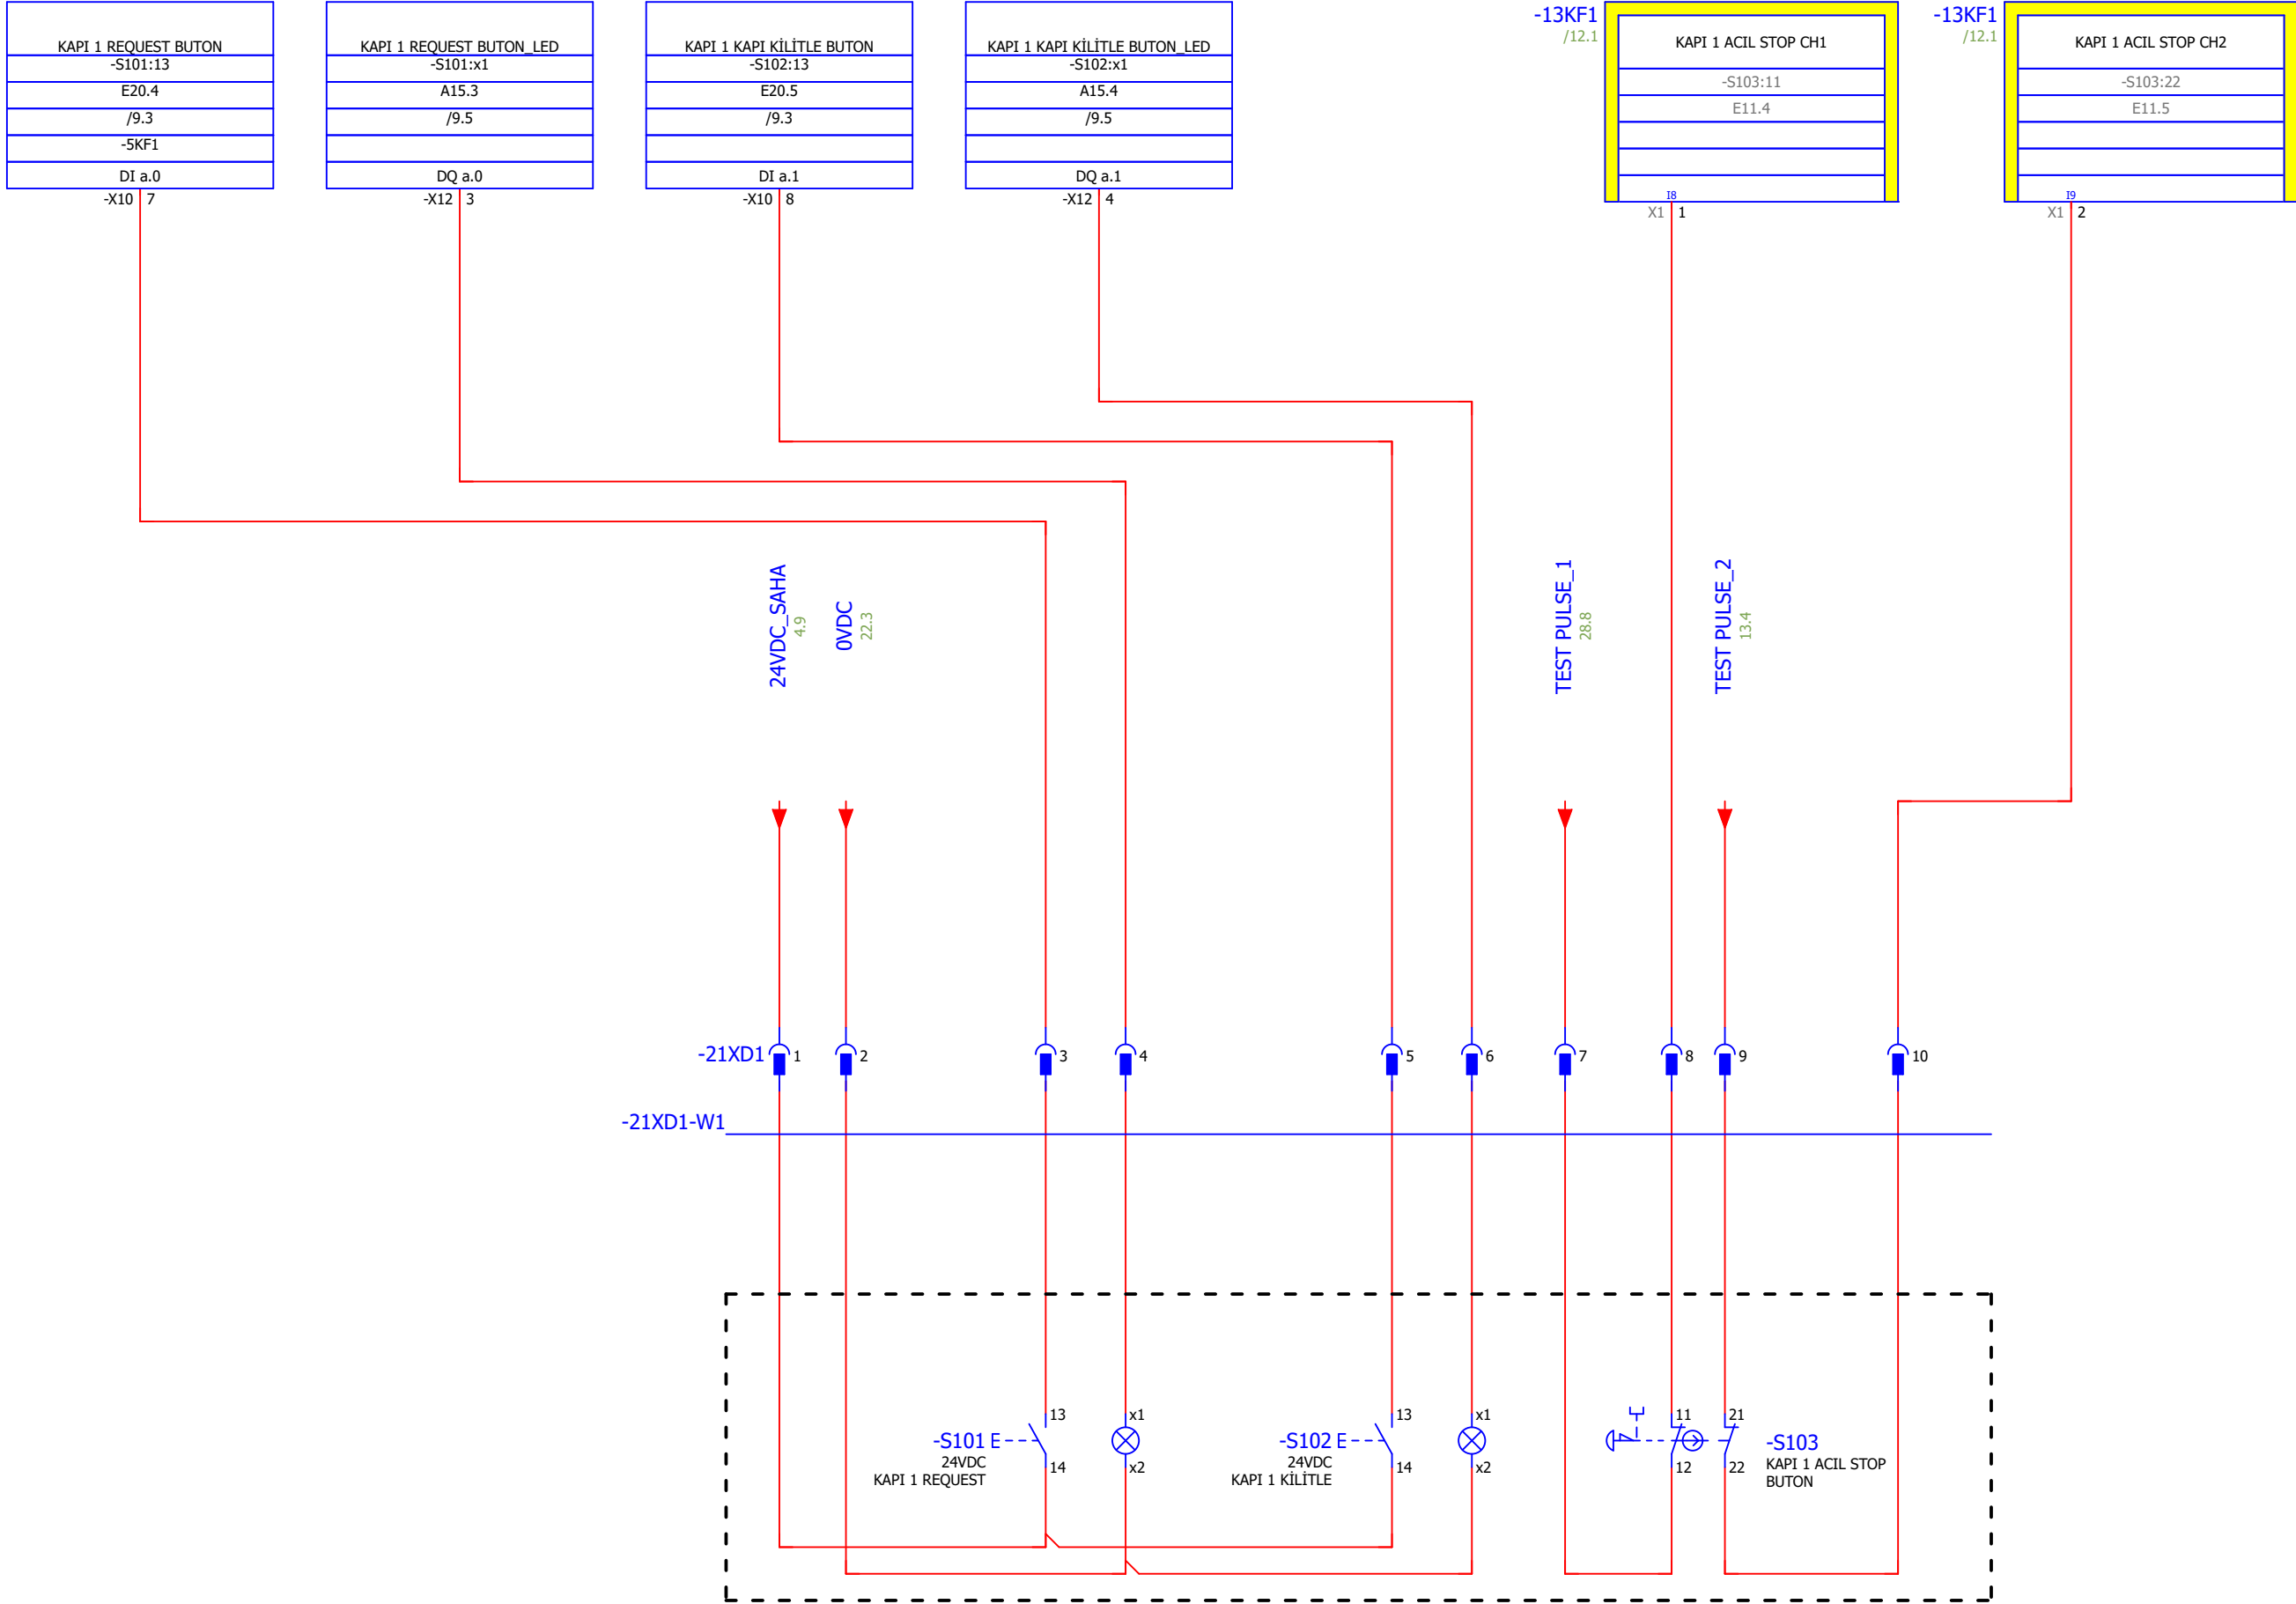 KAPI 1 REQUEST BUTON
-S101:13
E20.4
/9.3
-5KF1
DI a.0
-X10 7
KAPI 1 REQUEST BUTON_LED
-S101:x1
A15.3
/9.5
DQ a.0
-X12 3
KAPI 1 KAPI KİLİTLE BUTON
-S102:13
E20.5
/9.3
DI a.1
-X10 8
KAPI 1 KAPI KİLİTLE BUTON_LED
-S102:x1
A15.4
/9.5
DQ a.1
-X12 4
-13KF1
/12.1
KAPI 1 ACIL STOP CH1
-S103:11
E11.4
I8
X1 1
-13KF1
/12.1
KAPI 1 ACIL STOP CH2
-S103:22
E11.5
I9
X1 2
24VDC_SAHA
4.9
0VDC
22.3
TEST PULSE_1
28.8
TEST PULSE_2
13.4
-21XD1 1 2 3 4 5 6 7 8 9 10
-21XD1-W1
13
-S101
24VDC
KAPI 1 REQUEST
14
x1
x2
13
-S102
24VDC
KAPI 1 KİLİTLE
14
x1
x2
11
12
21
22
-S103
KAPI 1 ACIL STOP
BUTON